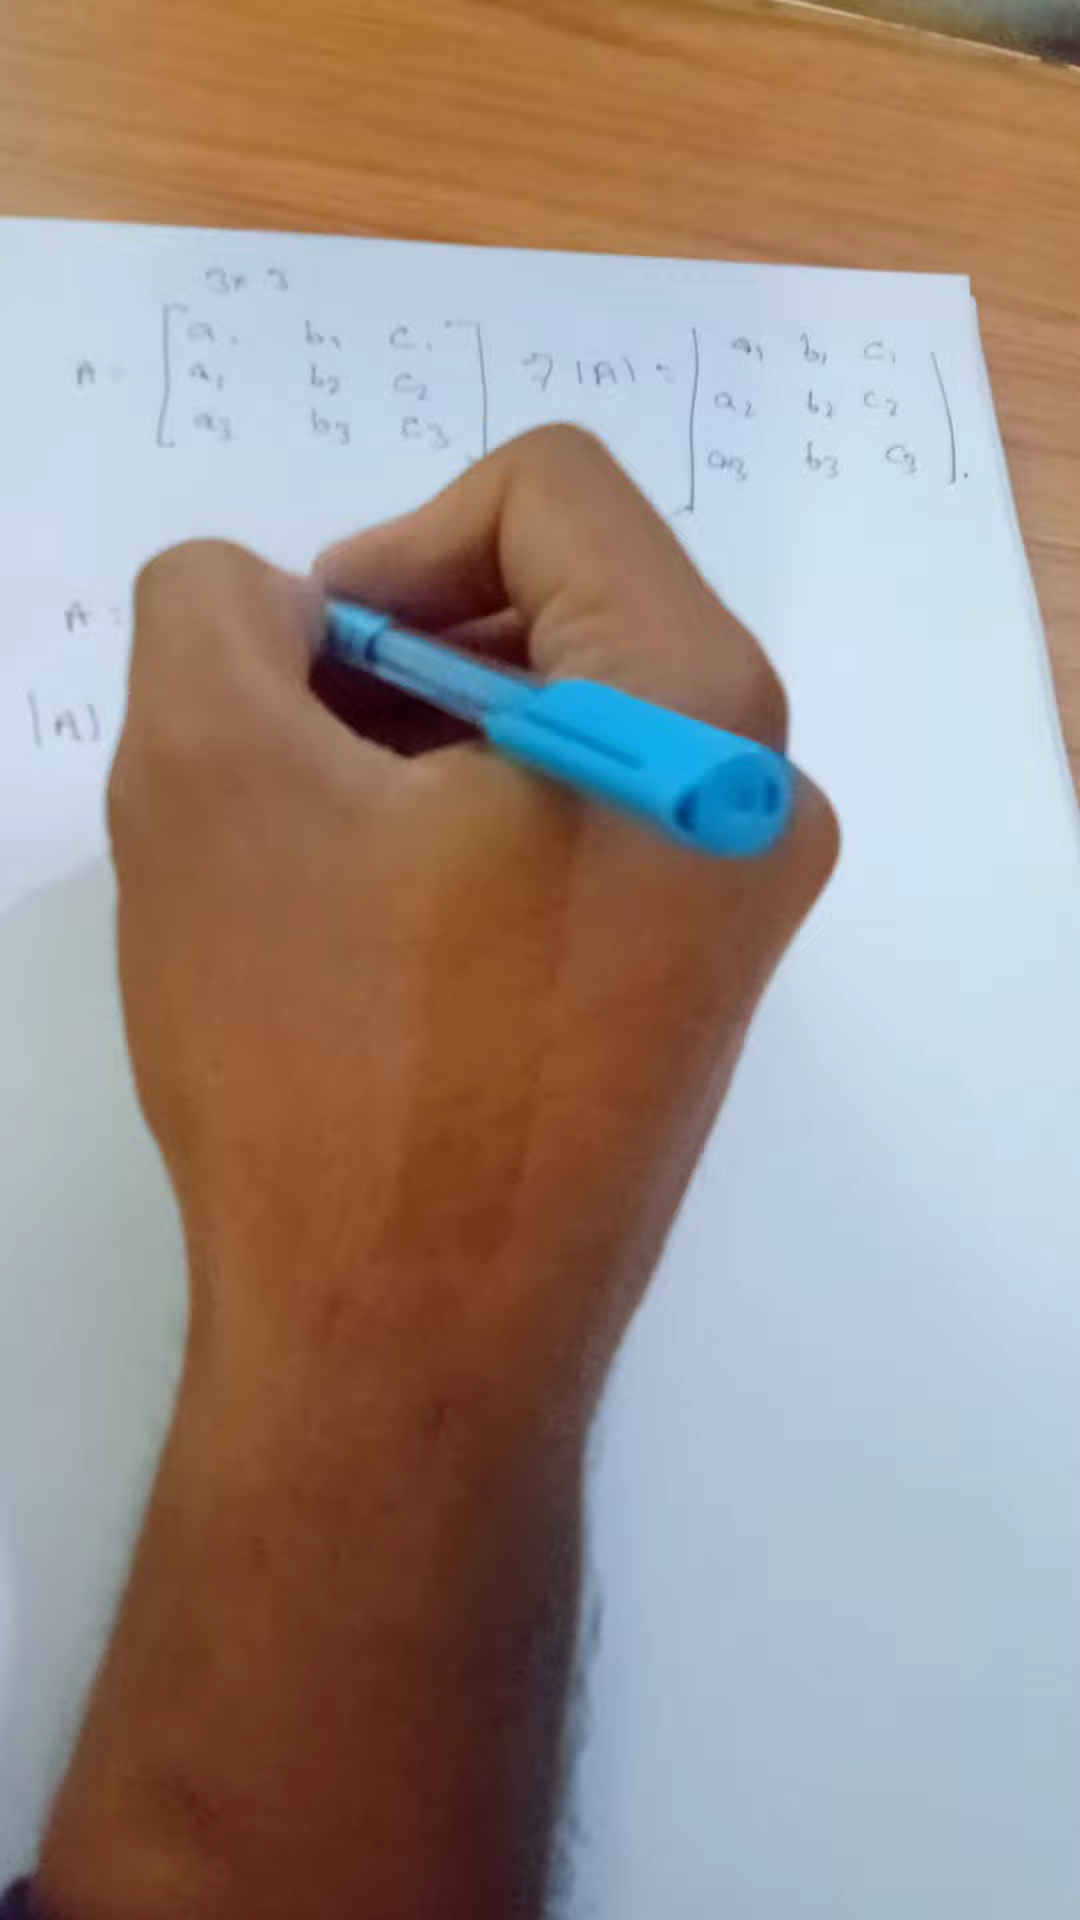 3x 3
A = [a1 b1 c1] ⇒ |A| = |a1 b1 c1|
a2 b2 c2 a2 b2 c2
a3 b3 c3 a3 b3 c3 .
A =
|A|